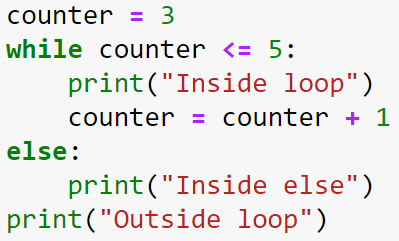 counter = 3
while counter <= 5:
    print("Inside loop")
    counter = counter + 1
else:
    print("Inside else")
print("Outside loop")